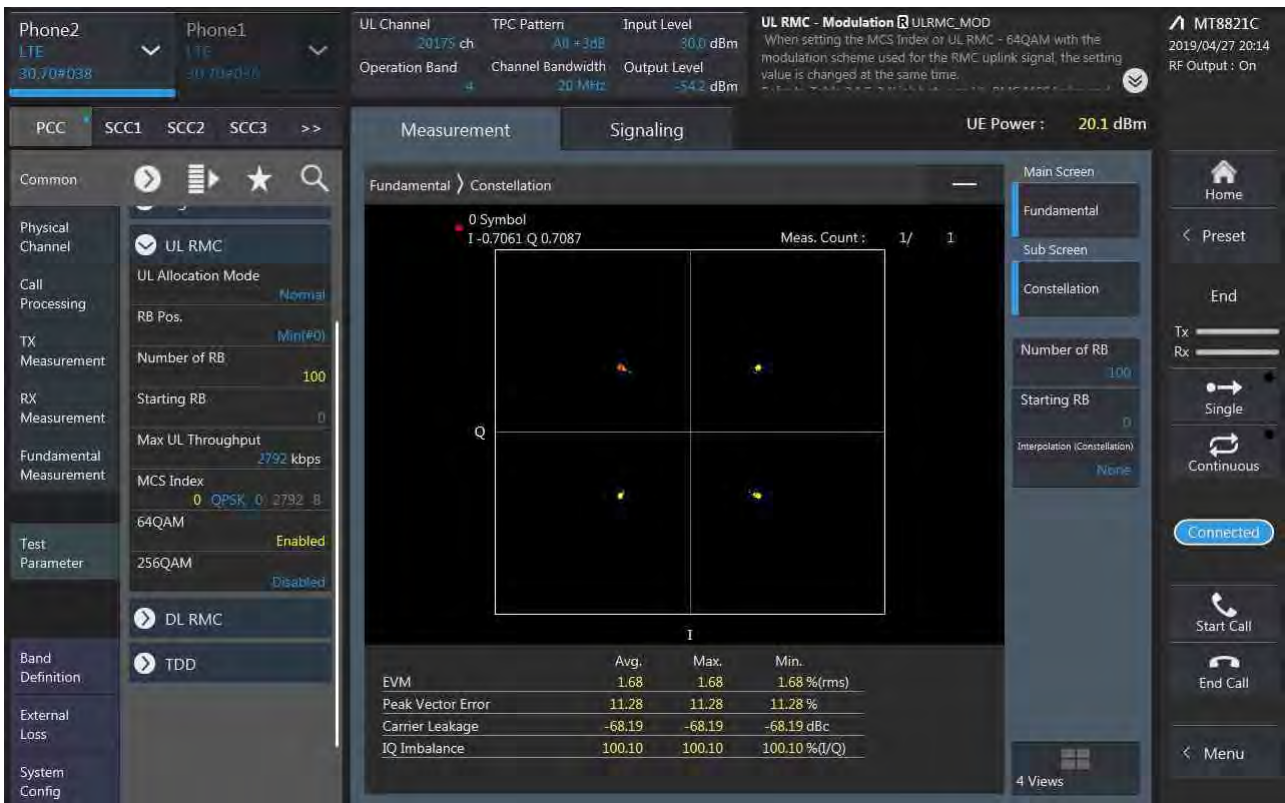 Phone2
LTE
30.70#038
Phone1
LTE
30.70#038
UL Channel
20175 ch
Operation Band
4
TPC Pattern
All +3dB
Channel Bandwidth
20 MHz
Input Level
30.0 dBm
Output Level
-54.2 dBm
UL RMC - Modulation R ULRMC_MOD
When setting the MCS Index or UL RMC - 64QAM with the
modulation scheme used for the RMC uplink signal, the setting
value is changed at the same time.
MT8821C
2019/04/27 20:14
RF Output : On
PCC SCC1 SCC2 SCC3 >>
Measurement
Signaling
UE Power : 20.1 dBm
Common
Physical
Channel
Call
Processing
TX
Measurement
RX
Measurement
Fundamental
Measurement
Test
Parameter
Band
Definition
External
Loss
System
Config
UL RMC
UL Allocation Mode
Normal
RB Pos.
Min(#0)
Number of RB
100
Starting RB
0
Max UL Throughput
2792 kbps
MCS Index
0 QPSK 0 2792 8
64QAM
Enabled
256QAM
Disabled
DL RMC
TDD
Fundamental 〉 Constellation
0 Symbol
I -0.7061 Q 0.7087
Meas. Count : 1/ 1
Q
I
Avg. Max. Min.
EVM 1.68 1.68 1.68 %(rms)
Peak Vector Error 11.28 11.28 11.28 %
Carrier Leakage -68.19 -68.19 -68.19 dBc
IQ Imbalance 100.10 100.10 100.10 %(I/Q)
Main Screen
Fundamental
Sub Screen
Constellation
Number of RB
100
Starting RB
0
Interpolation (Constellation)
None
4 Views
Home
< Preset
End
Tx
Rx
Single
Continuous
Connected
Start Call
End Call
< Menu